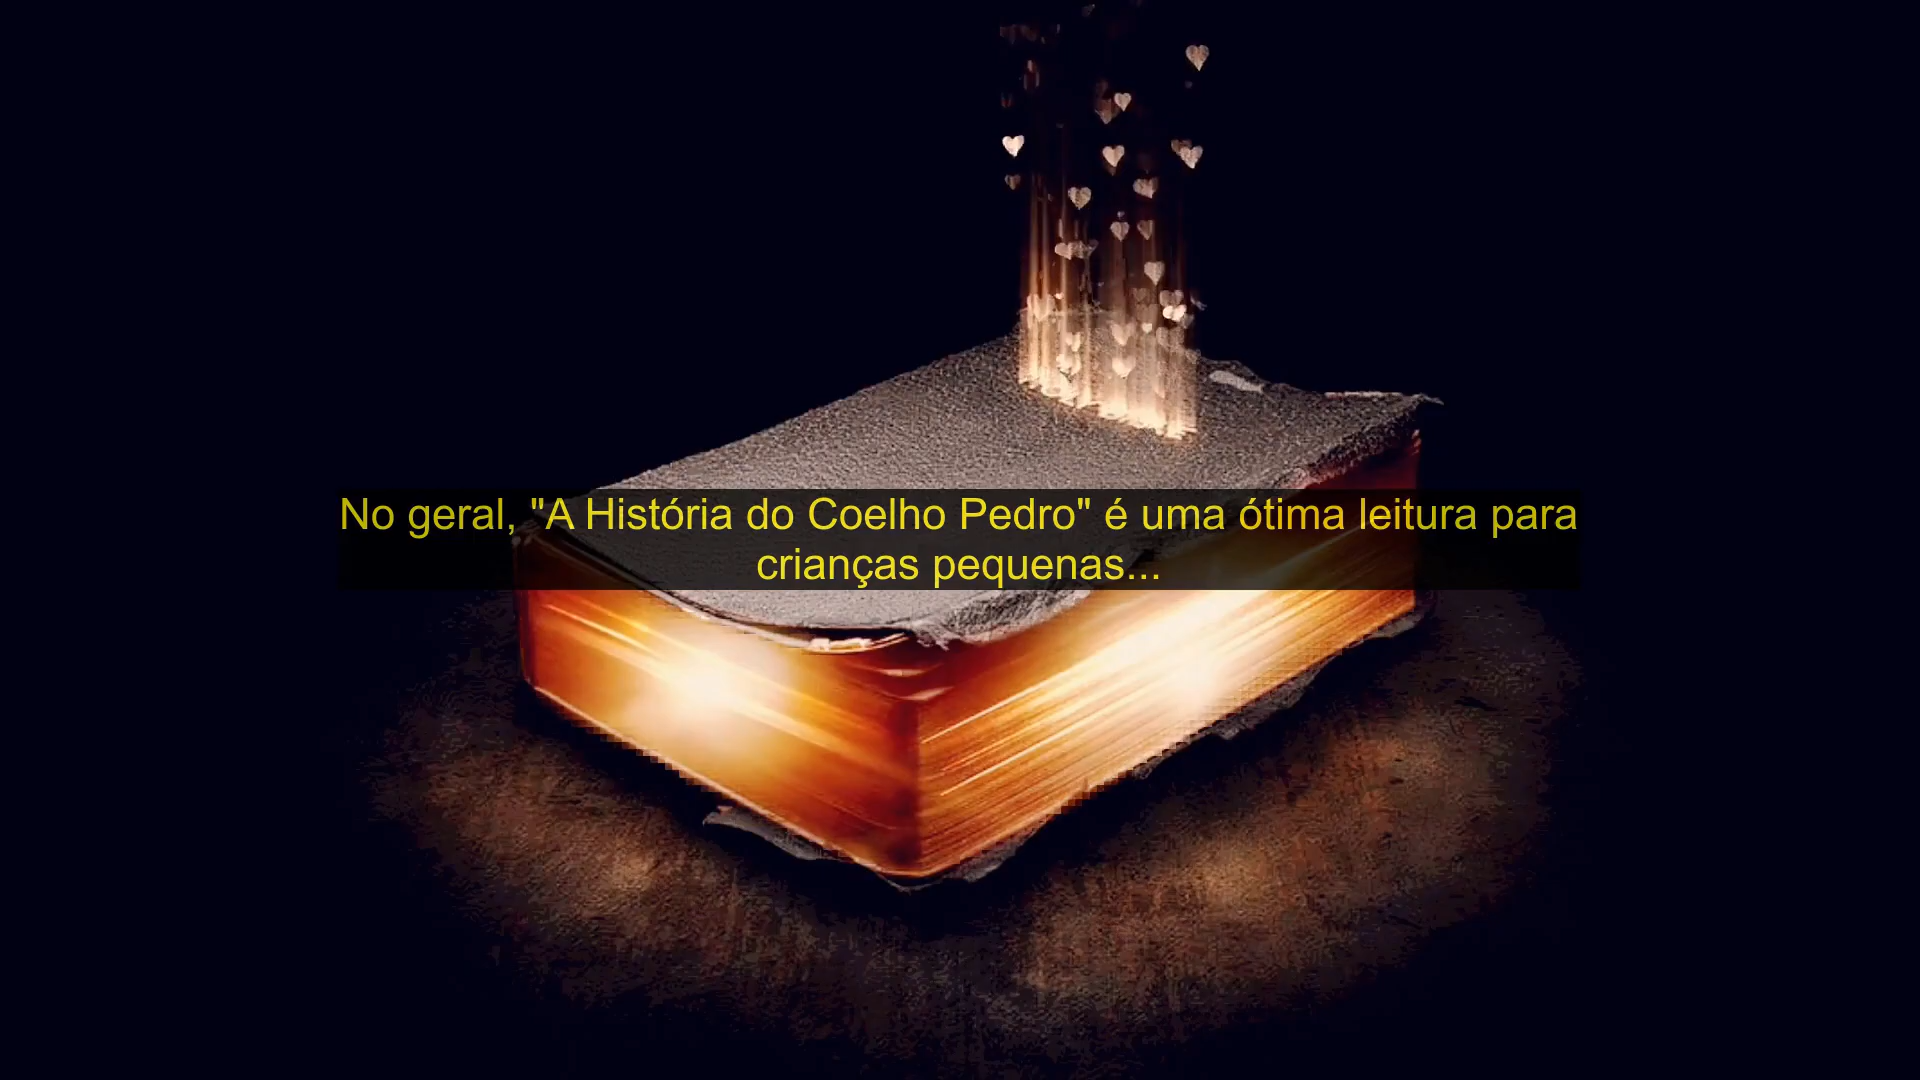 No geral, "A História do Coelho Pedro" é uma ótima leitura para
crianças pequenas...